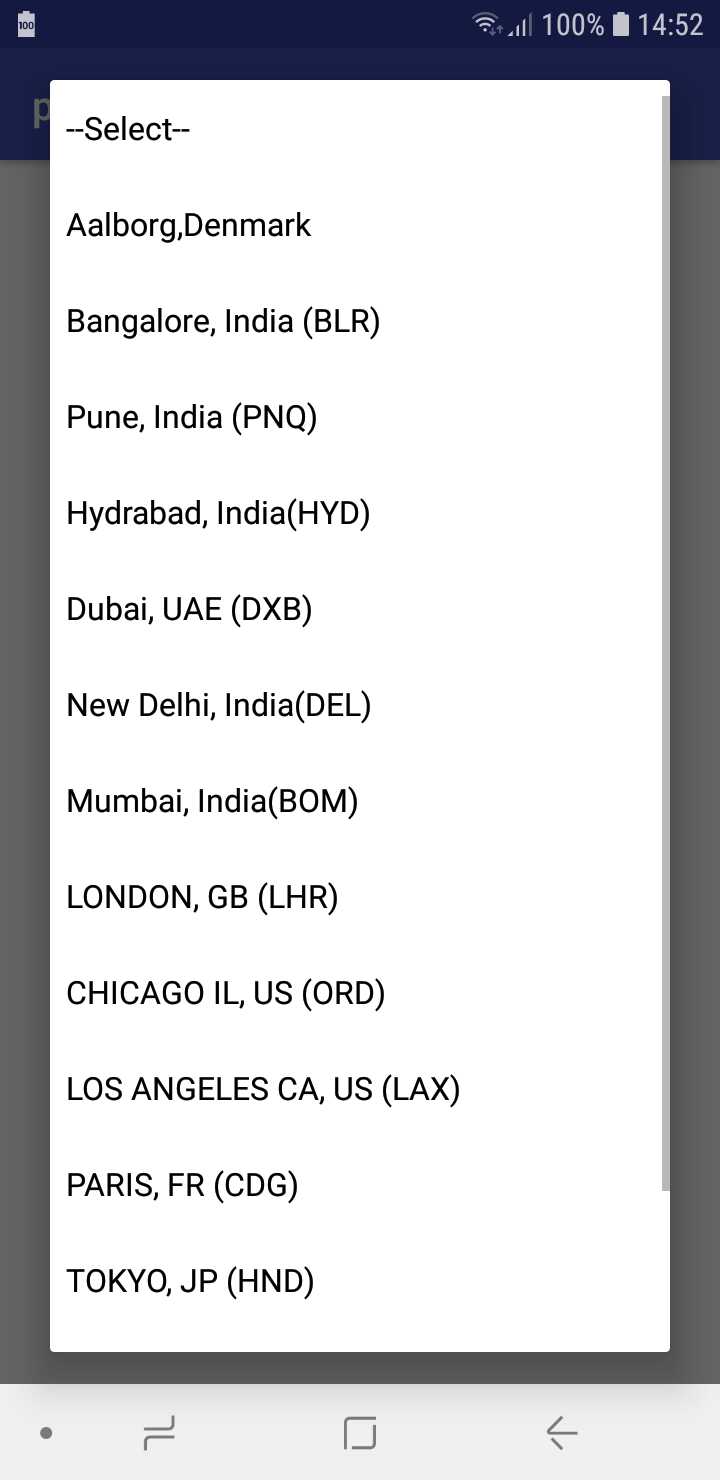 100 100% 14:52
p
--Select--
Aalborg,Denmark
Bangalore, India (BLR)
Pune, India (PNQ)
Hydrabad, India(HYD)
Dubai, UAE (DXB)
New Delhi, India(DEL)
Mumbai, India(BOM)
LONDON, GB (LHR)
CHICAGO IL, US (ORD)
LOS ANGELES CA, US (LAX)
PARIS, FR (CDG)
TOKYO, JP (HND)